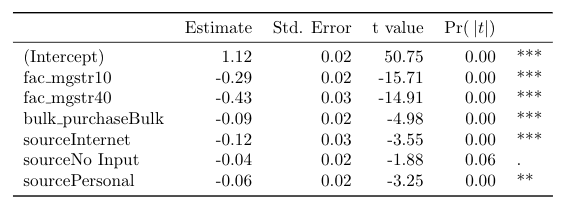 Estimate Std. Error t value Pr( |t|)
(Intercept) 1.12 0.02 50.75 0.00 ***
fac_mgstr10 -0.29 0.02 -15.71 0.00 ***
fac_mgstr40 -0.43 0.03 -14.91 0.00 ***
bulk_purchaseBulk -0.09 0.02 -4.98 0.00 ***
sourceInternet -0.12 0.03 -3.55 0.00 ***
sourceNo Input -0.04 0.02 -1.88 0.06 .
sourcePersonal -0.06 0.02 -3.25 0.00 **